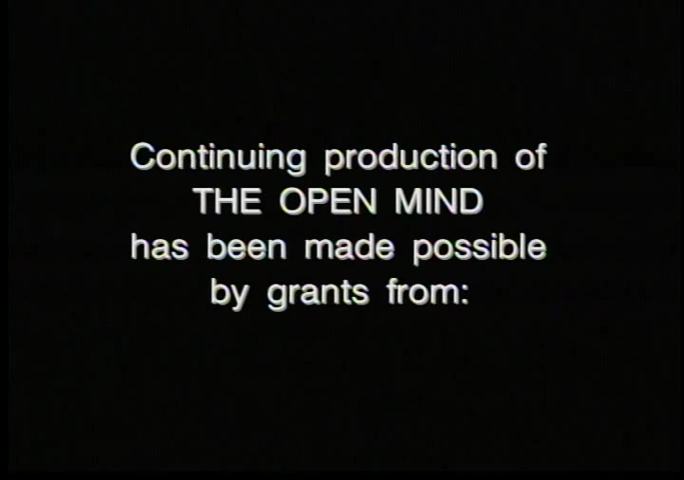 Continuing production of
THE OPEN MIND
has been made possible
by grants from: